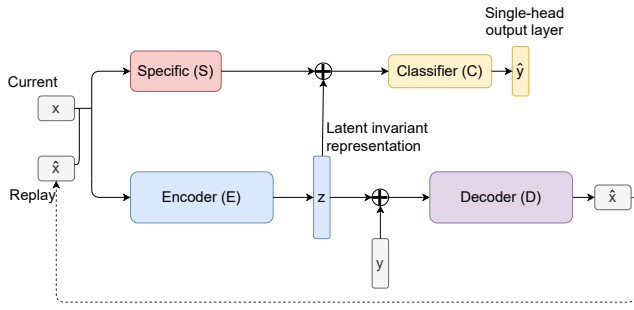 Single-head
output layer
Specific (S)
Classifier (C)
ŷ
Current
x
Latent invariant
representation
x̂
Replay
Encoder (E)
z
Decoder (D)
x̂
y